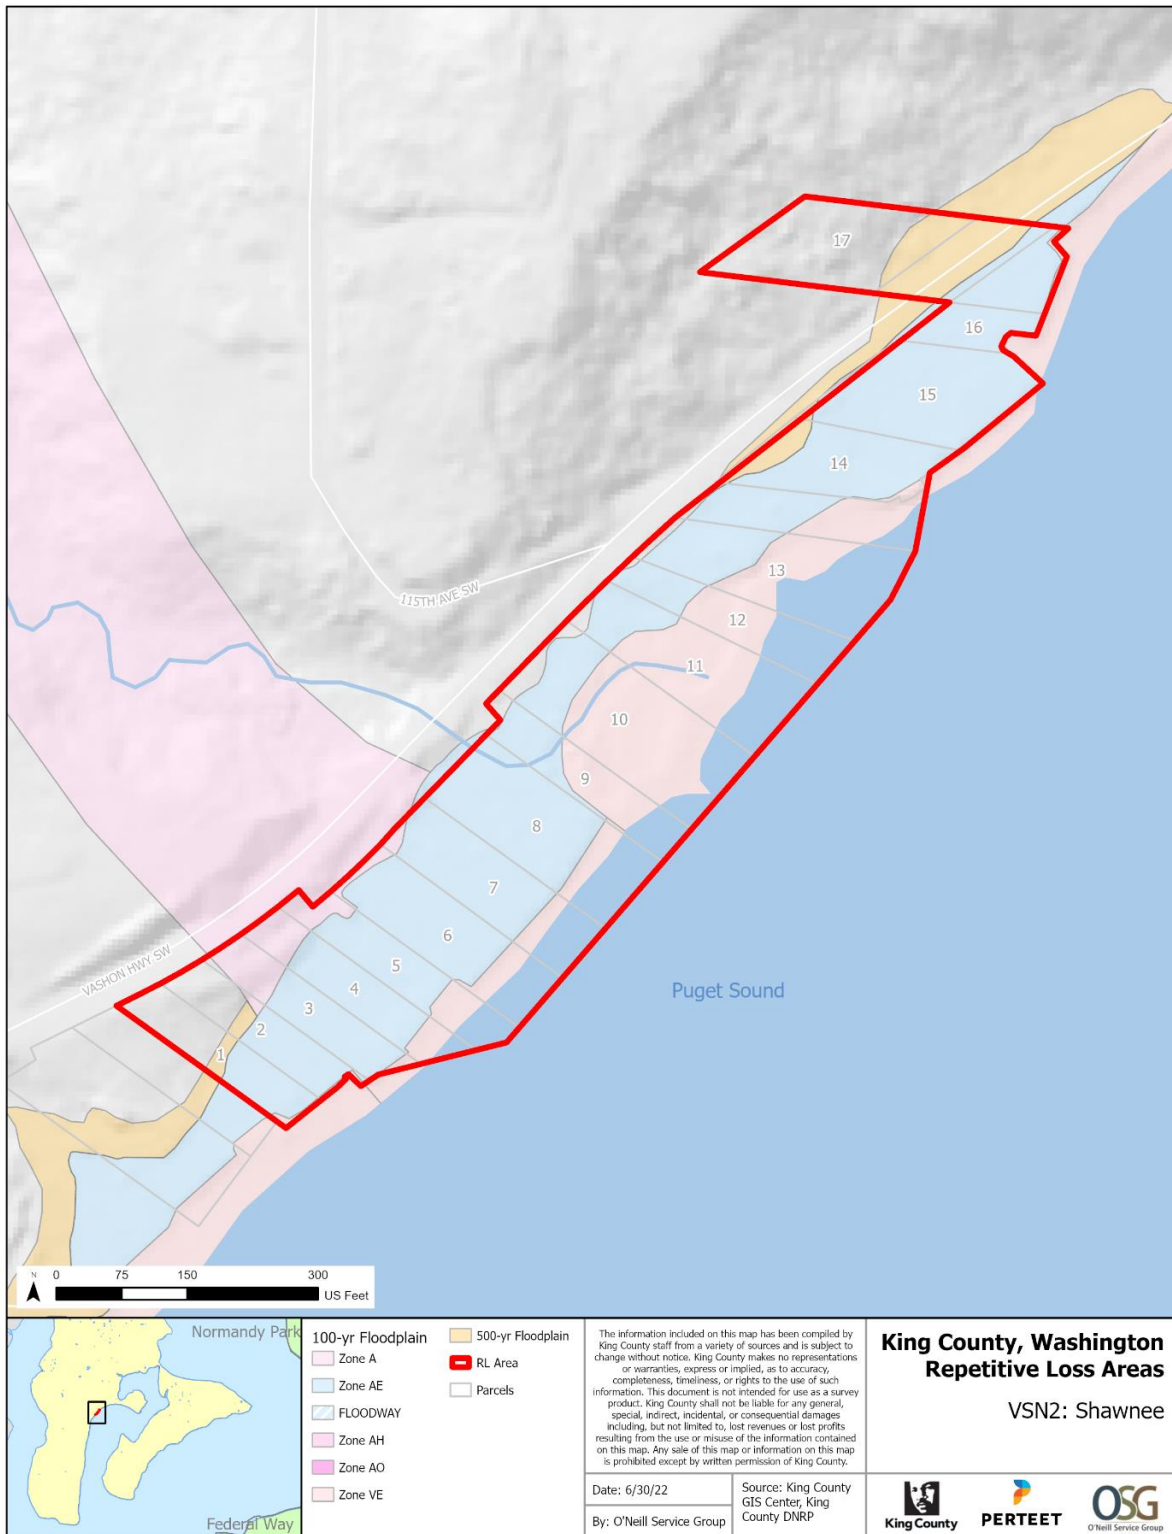 17
16
15
14
13
12
11
10
9
8
7
6
5
4
3
2
1
115TH AVE SW
VASHON HWY SW
Puget Sound
N 0 75 150 300
US Feet
Normandy Park
Federal Way
100-yr Floodplain
Zone A
Zone AE
FLOODWAY
Zone AH
Zone AO
Zone VE
500-yr Floodplain
RL Area
Parcels
The information included on this map has been compiled by
King County staff from a variety of sources and is subject to
change without notice. King County makes no representations
or warranties, express or implied, as to accuracy,
completeness, timeliness, or rights to the use of such
information. This document is not intended for use as a survey
product. King County shall not be liable for any general,
special, indirect, incidental, or consequential damages
including, but not limited to, lost revenues or lost profits
resulting from the use or misuse of the information contained
on this map. Any sale of this map or information on this map
is prohibited except by written permission of King County.
Date: 6/30/22
By: O'Neill Service Group
Source: King County
GIS Center, King
County DNRP
King County, Washington
Repetitive Loss Areas
VSN2: Shawnee
King County
PERTEET
OSG
O'Neill Service Group